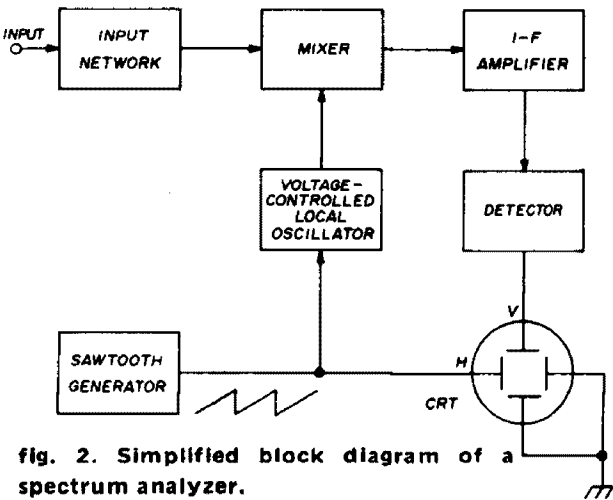 INPUT
INPUT
NETWORK
MIXER
I-F
AMPLIFIER
VOLTAGE-
CONTROLLED
LOCAL
OSCILLATOR
DETECTOR
SAWTOOTH
GENERATOR
V
H
CRT
fig. 2. Simplified block diagram of a
spectrum analyzer.